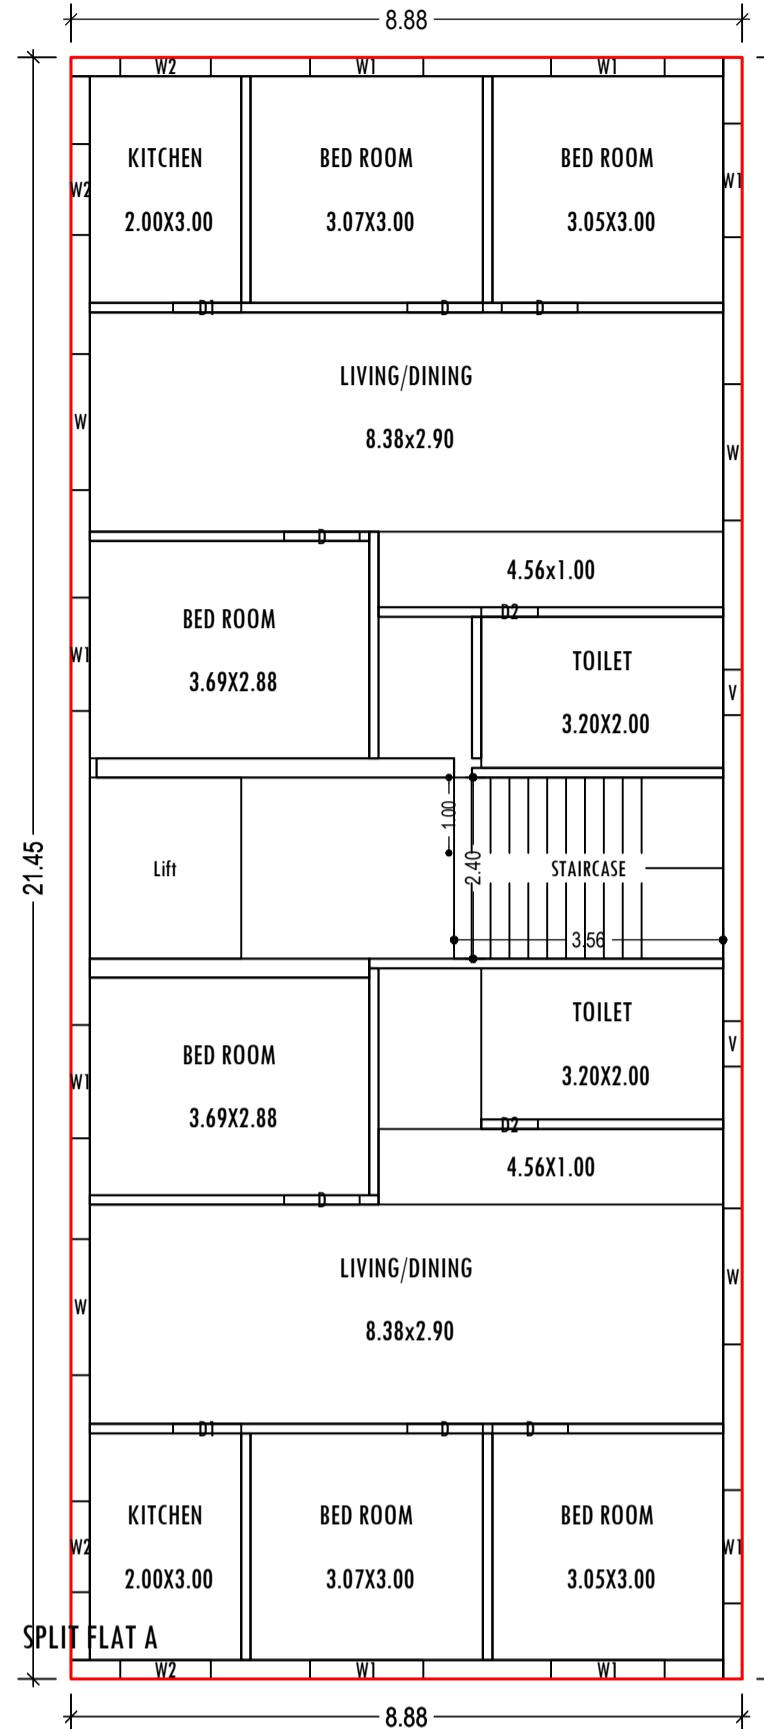 8.88
W2 W1 W1
KITCHEN BED ROOM BED ROOM
W2 W1
2.00X3.00 3.07X3.00 3.05X3.00
D1 D D
LIVING/DINING
W 8.38x2.90 W
D
4.56x1.00
D2
BED ROOM
W1 TOILET
3.69X2.88 V
3.20X2.00
1.00
21.45 Lift 2.40 STAIRCASE
3.56
TOILET
BED ROOM V
W1 3.20X2.00
3.69X2.88 D2
4.56X1.00
D
LIVING/DINING W
W 8.38x2.90
D1 D D
KITCHEN BED ROOM BED ROOM
W2 W1
2.00X3.00 3.07X3.00 3.05X3.00
SPLIT FLAT A
W2 W1 W1
8.88